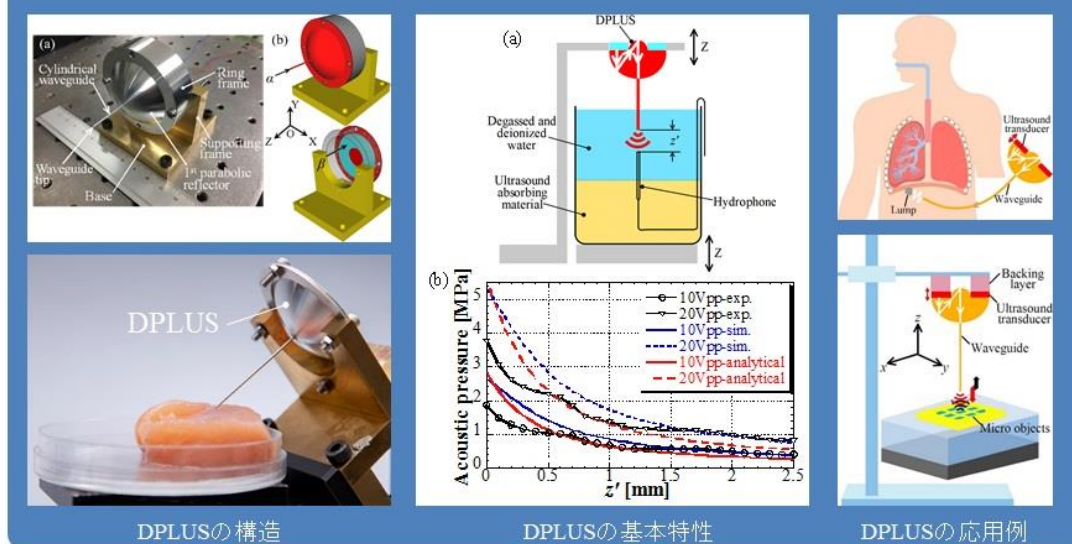 (a)
Cylindrical
waveguide
Ring
frame
Supporting
frame
1st parabolic
reflector
Waveguide
tip
Base
(b)
α
Y
Z
O
X
β
DPLUS
DPLUSの構造
(a)
DPLUS
Z
Degassed and
deionized
water
z'
Ultrasound
absorbing
material
Hydrophone
Z
(b)
Acoustic pressure [MPa]
5
4
3
2
1
0
10Vpp-exp.
20Vpp-exp.
10Vpp-sim.
20Vpp-sim.
10Vpp-analytical
20Vpp-analytical
0 0.5 1 1.5 2 2.5
z' [mm]
DPLUSの基本特性
Ultrasound
transducer
Waveguide
Lump
Backing
layer
Ultrasound
transducer
z
Waveguide
x
y
Micro objects
DPLUSの応用例